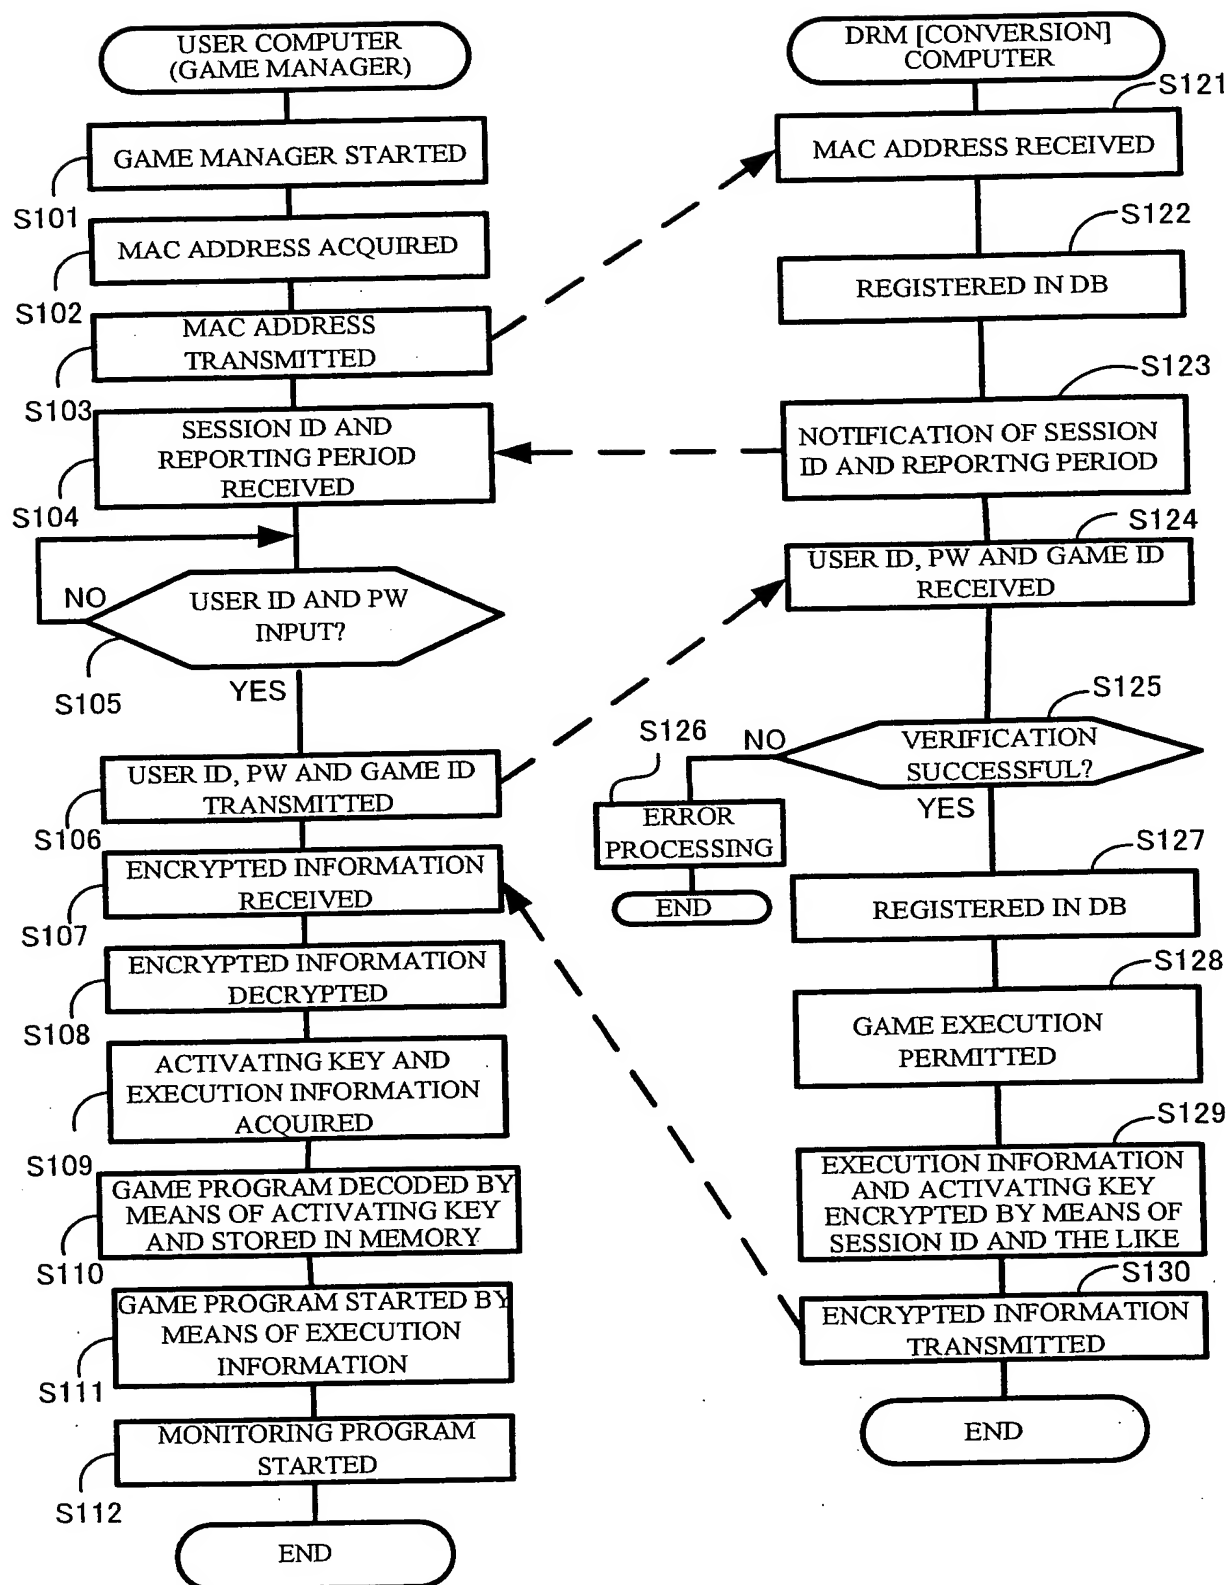 USER COMPUTER
(GAME MANAGER)
GAME MANAGER STARTED
S101
MAC ADDRESS ACQUIRED
S102
MAC ADDRESS
TRANSMITTED
S103
SESSION ID AND
REPORTING PERIOD
RECEIVED
S104
NO
USER ID AND PW
INPUT?
S105
YES
USER ID, PW AND GAME ID
TRANSMITTED
S106
ENCRYPTED INFORMATION
RECEIVED
S107
ENCRYPTED INFORMATION
DECRYPTED
S108
ACTIVATING KEY AND
EXECUTION INFORMATION
ACQUIRED
S109
GAME PROGRAM DECODED BY
MEANS OF ACTIVATING KEY
AND STORED IN MEMORY
S110
GAME PROGRAM STARTED BY
MEANS OF EXECUTION
INFORMATION
S111
MONITORING PROGRAM
STARTED
S112
END
DRM [CONVERSION]
COMPUTER
S121
MAC ADDRESS RECEIVED
S122
REGISTERED IN DB
S123
NOTIFICATION OF SESSION
ID AND REPORTNG PERIOD
S124
USER ID, PW AND GAME ID
RECEIVED
S125
VERIFICATION
SUCCESSFUL?
NO
S126
ERROR
PROCESSING
END
YES
S127
REGISTERED IN DB
S128
GAME EXECUTION
PERMITTED
S129
EXECUTION INFORMATION
AND ACTIVATING KEY
ENCRYPTED BY MEANS OF
SESSION ID AND THE LIKE
S130
ENCRYPTED INFORMATION
TRANSMITTED
END